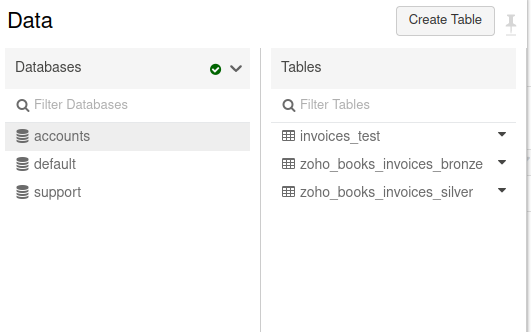 Data
Create Table
Databases
Filter Databases
accounts
default
support
Tables
Filter Tables
invoices_test
zoho_books_invoices_bronze
zoho_books_invoices_silver